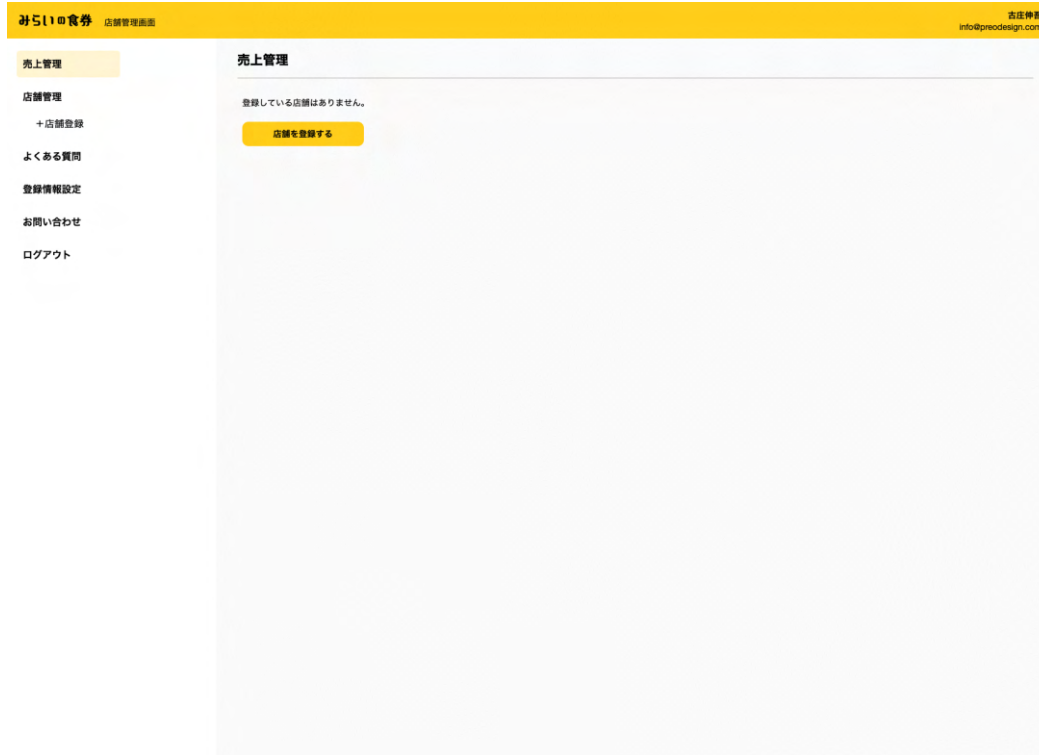 みらいの食券 店舗管理画面
古庄伸吾
info@preodesign.com
売上管理
店舗管理
+店舗登録
よくある質問
登録情報設定
お問い合わせ
ログアウト
売上管理
登録している店舗はありません。
店舗を登録する